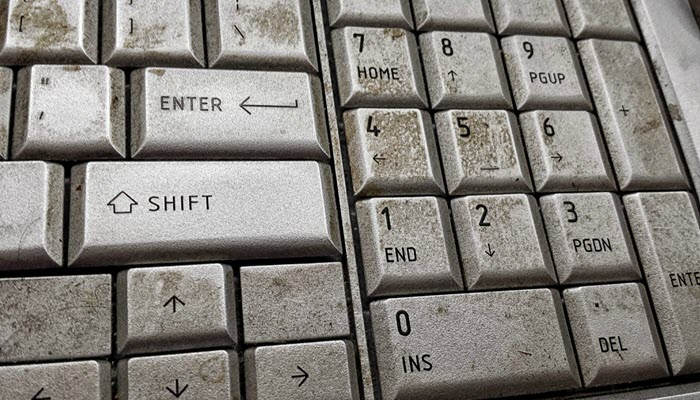 [ ] \
7 8 9
HOME ↑ PGUP
" '
ENTER ←
+
4 5 6
← →
SHIFT
1 2 3
END ↓ PGDN
ENTE
↑
0 .
INS DEL
← ↓ →